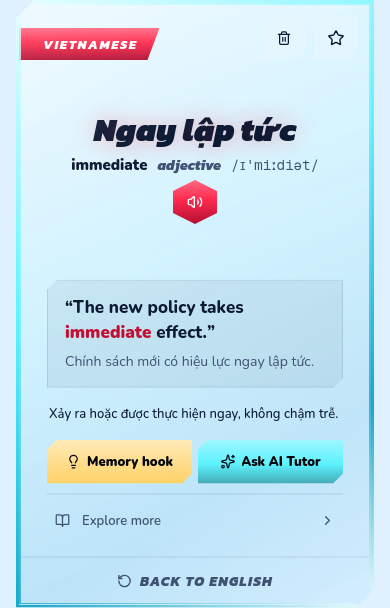 VIETNAMESE
Ngay lập tức
immediate adjective /ɪˈmiːdiət/
“The new policy takes
immediate effect.”
Chính sách mới có hiệu lực ngay lập tức.
Xảy ra hoặc được thực hiện ngay, không chậm trễ.
Memory hook
Ask AI Tutor
Explore more
BACK TO ENGLISH